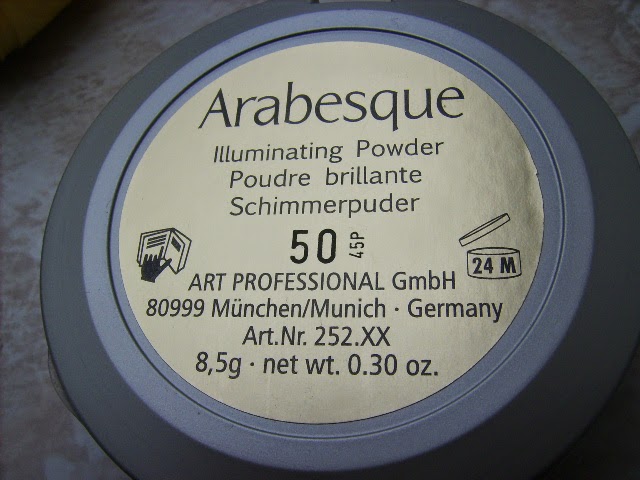 Arabesque
Illuminating Powder
Poudre brillante
Schimmerpuder
50 45P
24 M
ART PROFESSIONAL GmbH
80999 München/Munich · Germany
Art.Nr. 252.XX
8,5g · net wt. 0.30 oz.